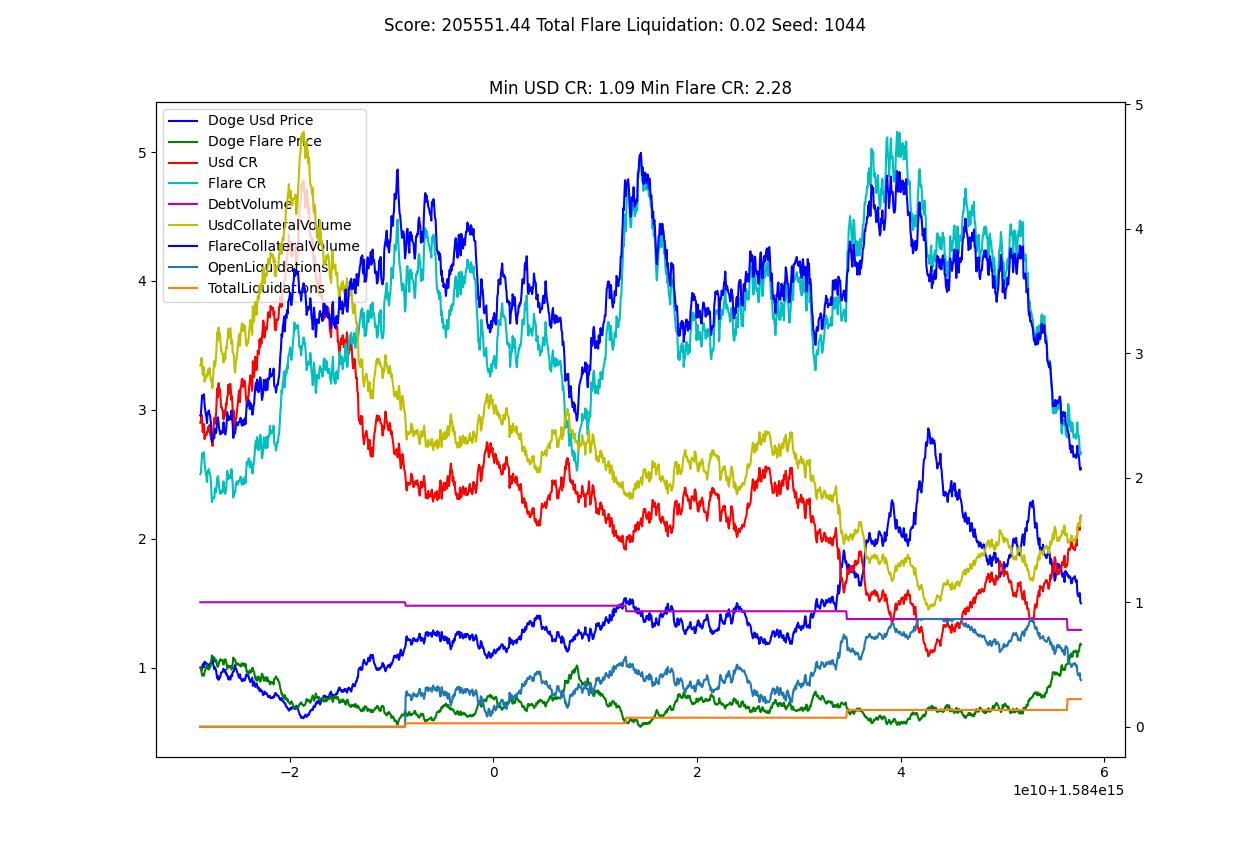 Score: 205551.44 Total Flare Liquidation: 0.02 Seed: 1044
Min USD CR: 1.09 Min Flare CR: 2.28
Doge Usd Price
Doge Flare Price
Usd CR
Flare CR
DebtVolume
UsdCollateralVolume
FlareCollateralVolume
OpenLiquidations
TotalLiquidations
5
4
3
2
1
5
4
3
2
1
0
−2 0 2 4 6
1e10+1.584e15